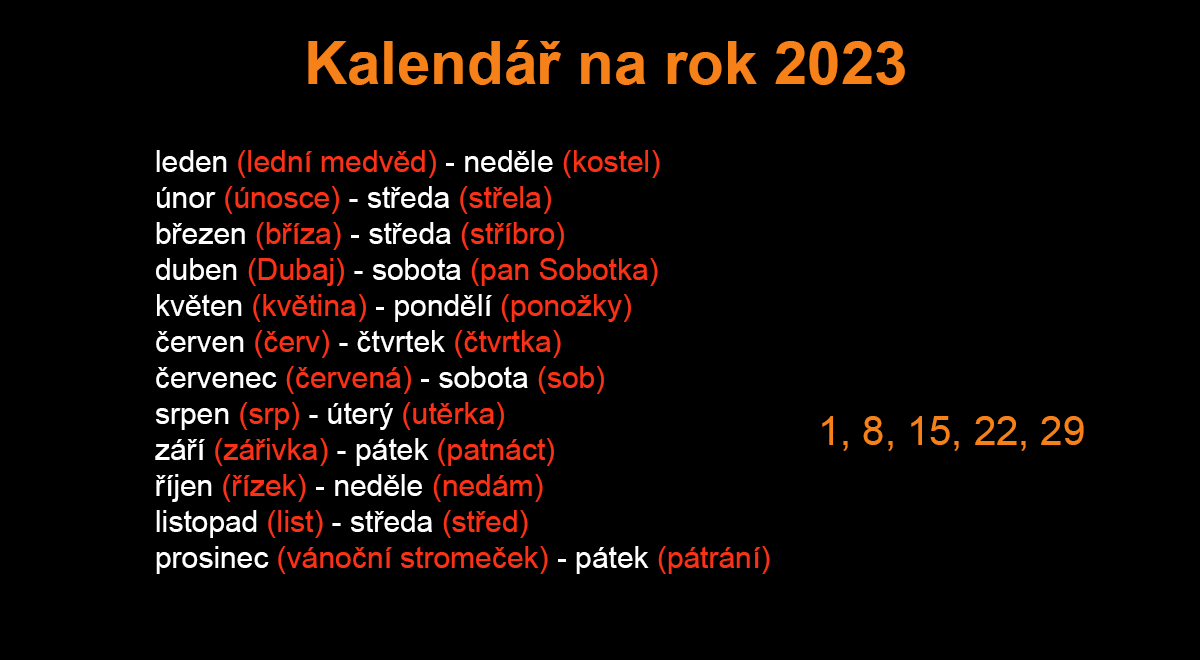 Kalendář na rok 2023
leden (lední medvěd) - neděle (kostel)
únor (únosce) - středa (střela)
březen (bříza) - středa (stříbro)
duben (Dubaj) - sobota (pan Sobotka)
květen (květina) - pondělí (ponožky)
červen (červ) - čtvrtek (čtvrtka)
červenec (červená) - sobota (sob)
srpen (srp) - úterý (utěrka)
září (zářivka) - pátek (patnáct)
říjen (řízek) - neděle (nedám)
listopad (list) - středa (střed)
prosinec (vánoční stromeček) - pátek (pátrání)
1, 8, 15, 22, 29